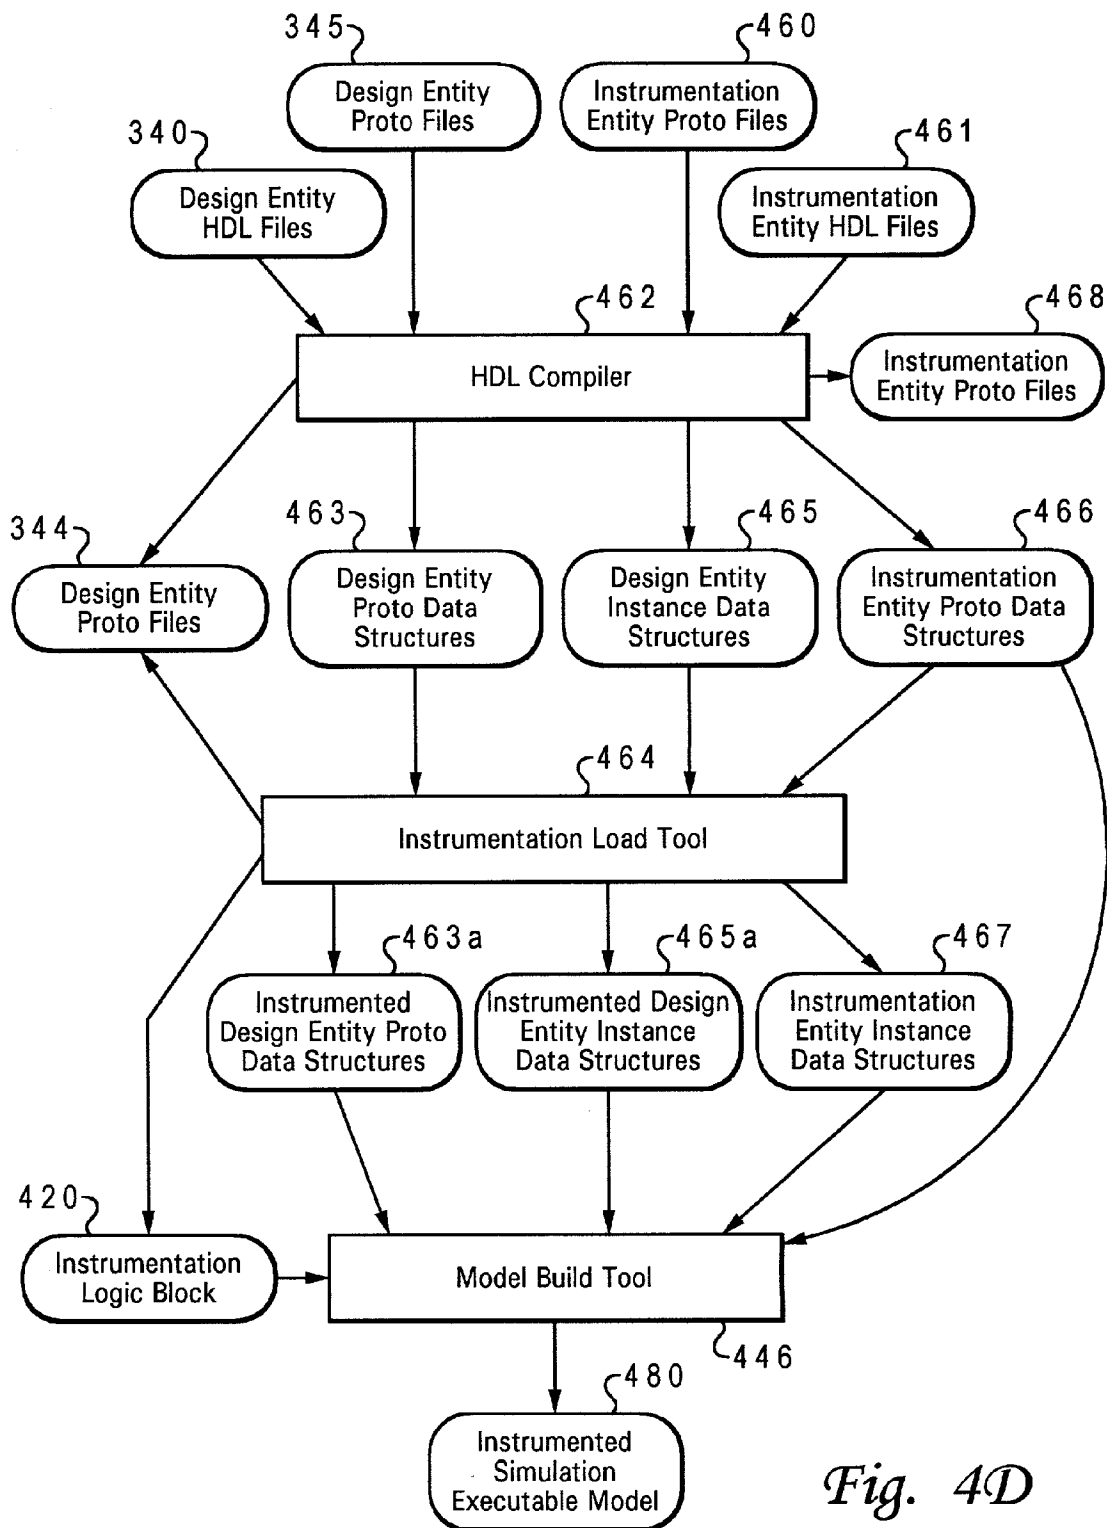 345
460
Design Entity
Proto Files
Instrumentation
Entity Proto Files
340
461
Design Entity
HDL Files
Instrumentation
Entity HDL Files
462
468
HDL Compiler
Instrumentation
Entity Proto Files
344
463
465
466
Design Entity
Proto Files
Design Entity
Proto Data
Structures
Design Entity
Instance Data
Structures
Instrumentation
Entity Proto Data
Structures
464
Instrumentation Load Tool
463a
465a
467
Instrumented
Design Entity Proto
Data Structures
Instrumented Design
Entity Instance
Data Structures
Instrumentation
Entity Instance
Data Structures
420
Instrumentation
Logic Block
Model Build Tool
446
480
Instrumented
Simulation
Executable Model
Fig. 4D